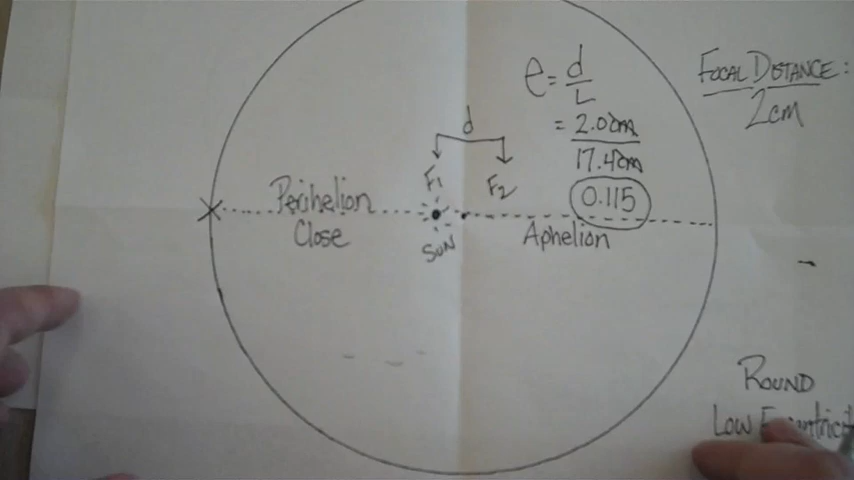 e = d/L
= 2.0cm
17.4cm
0.115
FOCAL DISTANCE:
2cm
d
F1
F2
Perihelion
Close
SUN
Aphelion
ROUND
LOW